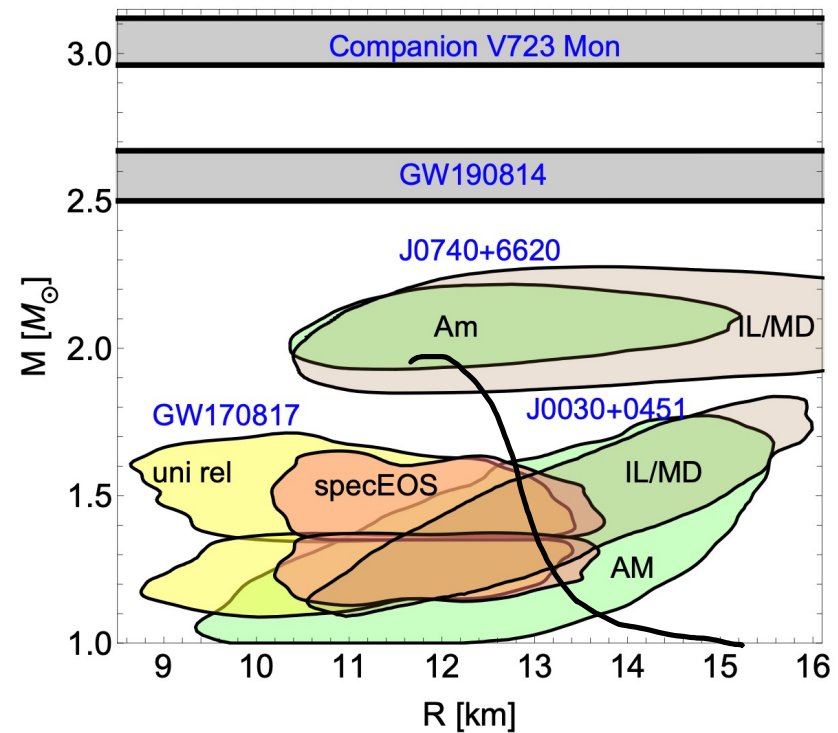 3.0
Companion V723 Mon
GW190814
2.5
J0740+6620
Am
IL/MD
2.0
M [M⊙]
GW170817
J0030+0451
uni rel
specEOS
IL/MD
1.5
AM
1.0
9 10 11 12 13 14 15 16
R [km]